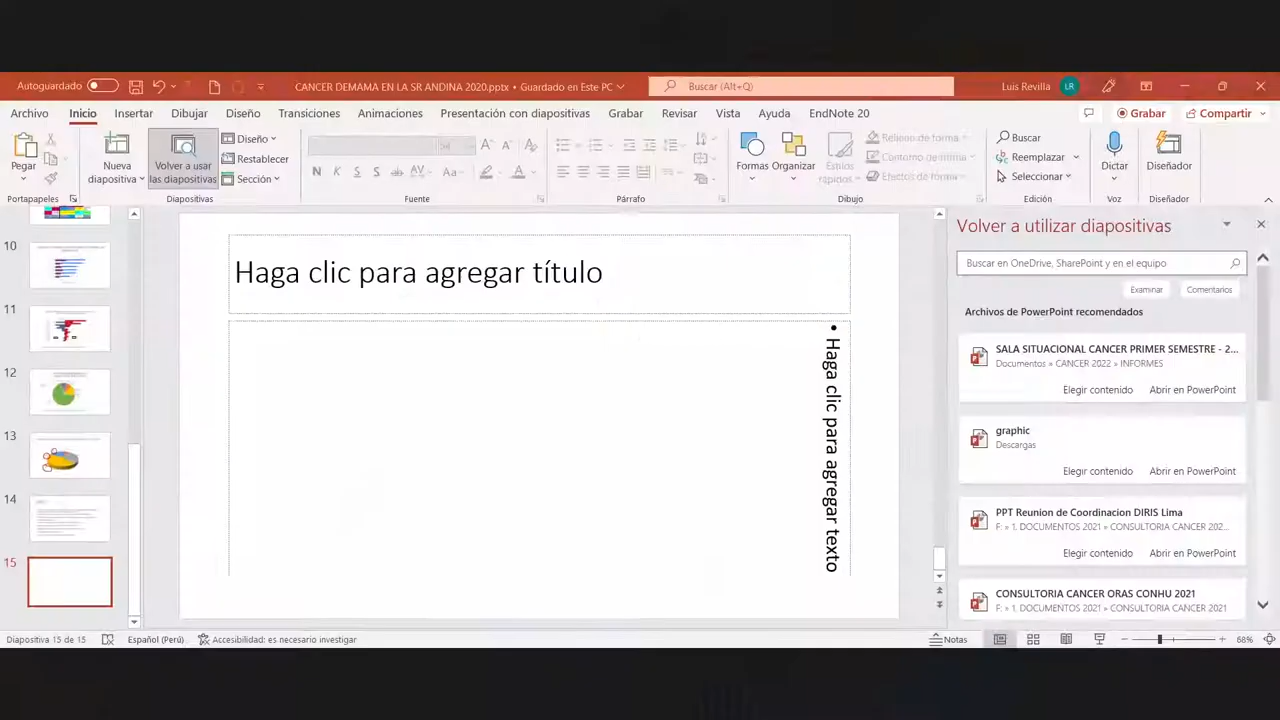 Autoguardado
CANCER DEMAMA EN LA SR ANDINA 2020.pptx • Guardado en Este PC
Buscar (Alt+Q)
Luis Revilla
LR
Archivo
Inicio
Insertar
Dibujar
Diseño
Transiciones
Animaciones
Presentación con diapositivas
Grabar
Revisar
Vista
Ayuda
EndNote 20
Grabar
Compartir
Pegar
Nueva
diapositiva
Volver a usar
las diapositivas
Diseño
Restablecer
Sección
N
K
S
S
ab
AV
Aa
A
Formas
Organizar
Estilos
rápidos
Relleno de forma
Contorno de forma
Efectos de forma
Buscar
Reemplazar
Seleccionar
Dictar
Diseñador
Portapapeles
Diapositivas
Fuente
Párrafo
Dibujo
Edición
Voz
Diseñador
10
11
12
13
14
15
Haga clic para agregar título
• Haga clic para agregar texto
Volver a utilizar diapositivas
Buscar en OneDrive, SharePoint y en el equipo
Examinar
Comentarios
Archivos de PowerPoint recomendados
SALA SITUACIONAL CANCER PRIMER SEMESTRE - 2...
Documentos » CANCER 2022 » INFORMES
Elegir contenido
Abrir en PowerPoint
graphic
Descargas
Elegir contenido
Abrir en PowerPoint
PPT Reunion de Coordinacion DIRIS Lima
F: » 1. DOCUMENTOS 2021 » CONSULTORIA CANCER 202...
Elegir contenido
Abrir en PowerPoint
CONSULTORIA CANCER ORAS CONHU 2021
F: » 1. DOCUMENTOS 2021 » CONSULTORIA CANCER 2021
Diapositiva 15 de 15
Español (Perú)
Accesibilidad: es necesario investigar
Notas
68%